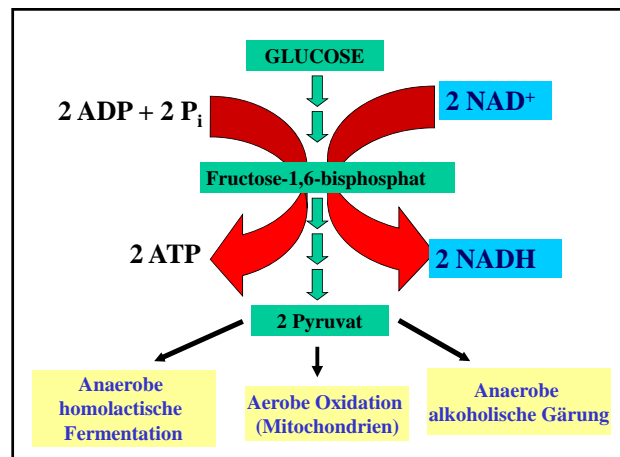 GLUCOSE
2 ADP + 2 Pi
2 NAD+
Fructose-1,6-bisphosphat
2 ATP
2 NADH
2 Pyruvat
Anaerobe
homolactische
Fermentation
Aerobe Oxidation
(Mitochondrien)
Anaerobe
alkoholische Gärung